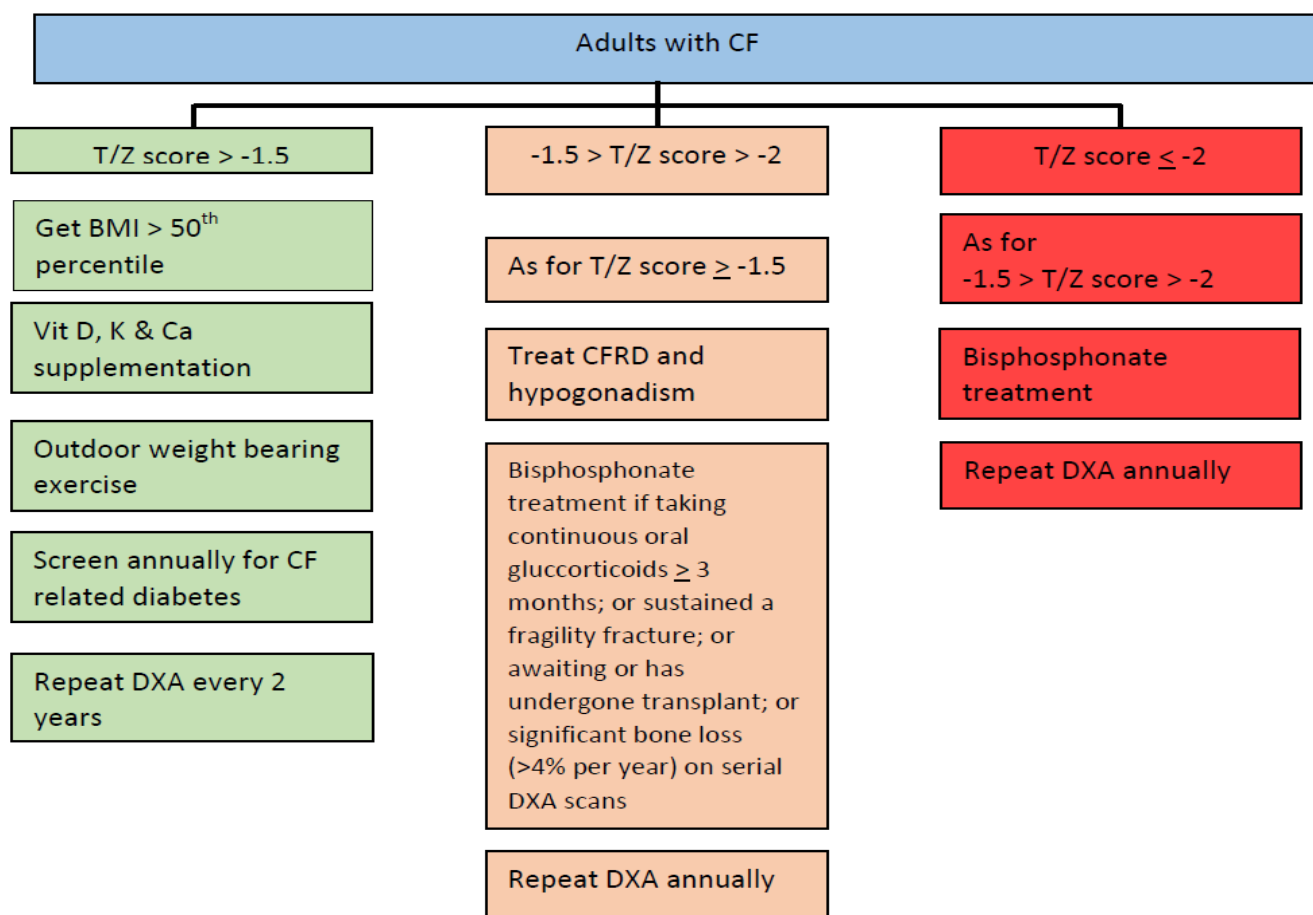 Adults with CF
T/Z score > -1.5
Get BMI > 50th
percentile
Vit D, K & Ca
supplementation
Outdoor weight bearing
exercise
Screen annually for CF
related diabetes
Repeat DXA every 2
years
-1.5 > T/Z score > -2
As for T/Z score ≥ -1.5
Treat CFRD and
hypogonadism
Bisphosphonate
treatment if taking
continuous oral
gluccorticoids ≥ 3
months; or sustained a
fragility fracture; or
awaiting or has
undergone transplant; or
significant bone loss
(>4% per year) on serial
DXA scans
Repeat DXA annually
T/Z score ≤ -2
As for
-1.5 > T/Z score > -2
Bisphosphonate
treatment
Repeat DXA annually